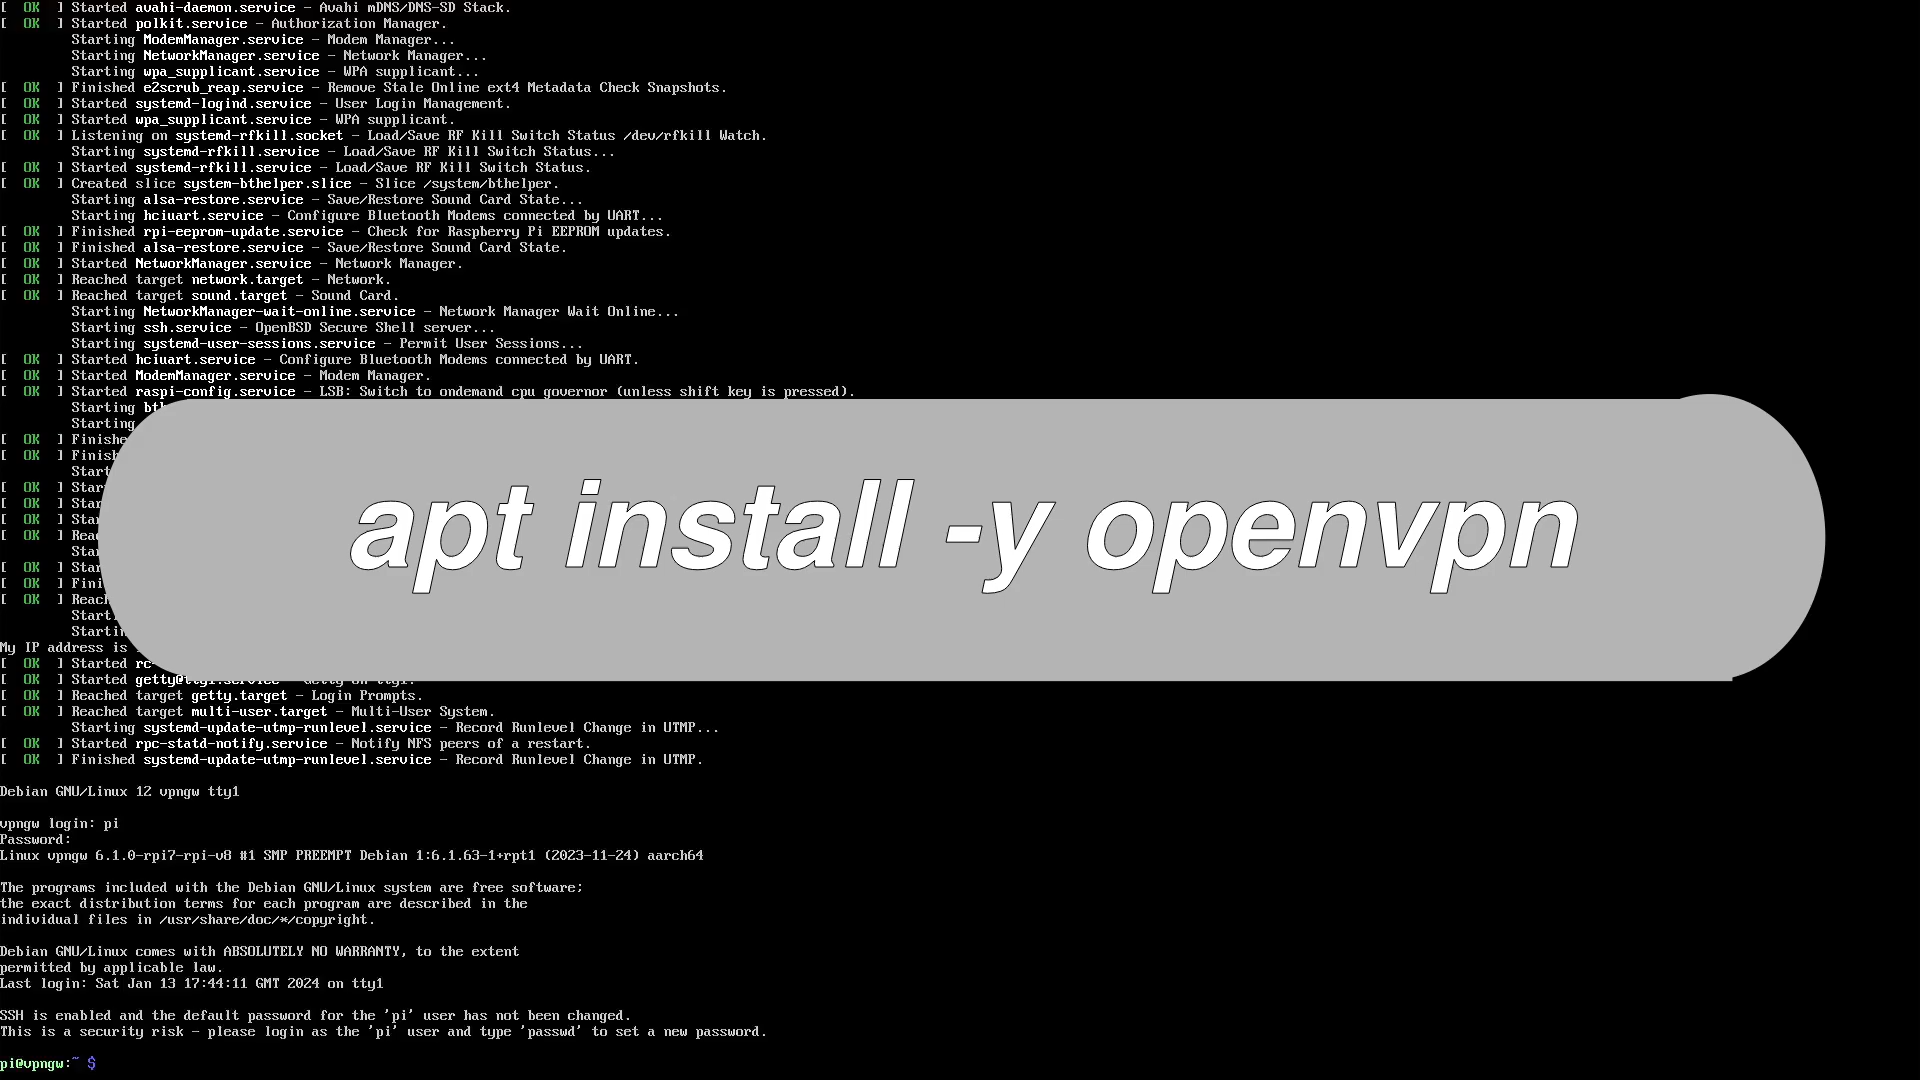 [  OK  ] Started avahi-daemon.service - Avahi mDNS/DNS-SD Stack.
[  OK  ] Started polkit.service - Authorization Manager.
Starting ModemManager.service - Modem Manager...
Starting NetworkManager.service - Network Manager...
Starting wpa_supplicant.service - WPA supplicant...
[  OK  ] Finished e2scrub_reap.service - Remove Stale Online ext4 Metadata Check Snapshots.
[  OK  ] Started systemd-logind.service - User Login Management.
[  OK  ] Started wpa_supplicant.service - WPA supplicant.
[  OK  ] Listening on systemd-rfkill.socket - Load/Save RF Kill Switch Status /dev/rfkill Watch.
Starting systemd-rfkill.service - Load/Save RF Kill Switch Status...
[  OK  ] Started systemd-rfkill.service - Load/Save RF Kill Switch Status.
[  OK  ] Created slice system-bthelper.slice - Slice /system/bthelper.
Starting alsa-restore.service - Save/Restore Sound Card State...
Starting hciuart.service - Configure Bluetooth Modems connected by UART...
[  OK  ] Finished rpi-eeprom-update.service - Check for Raspberry Pi EEPROM updates.
[  OK  ] Finished alsa-restore.service - Save/Restore Sound Card State.
[  OK  ] Started NetworkManager.service - Network Manager.
[  OK  ] Reached target network.target - Network.
[  OK  ] Reached target sound.target - Sound Card.
Starting NetworkManager-wait-online.service - Network Manager Wait Online...
Starting ssh.service - OpenBSD Secure Shell server...
Starting systemd-user-sessions.service - Permit User Sessions...
[  OK  ] Started hciuart.service - Configure Bluetooth Modems connected by UART.
[  OK  ] Started ModemManager.service - Modem Manager.
[  OK  ] Started raspi-config.service - LSB: Switch to ondemand cpu governor (unless shift key is pressed).
Starting
Starting
[  OK  ]
[  OK  ]
[  OK  ]
[  OK  ]
[  OK  ]
[  OK  ]
[  OK  ]
[  OK  ]
[  OK  ]
apt install -y openvpn
My IP address is
[  OK  ] Started
[  OK  ] Started
[  OK  ] Reached target getty.target - Login Prompts.
[  OK  ] Reached target multi-user.target - Multi-User System.
Starting systemd-update-utmp-runlevel.service - Record Runlevel Change in UTMP...
[  OK  ] Started rpc-statd-notify.service - Notify NFS peers of a restart.
[  OK  ] Finished systemd-update-utmp-runlevel.service - Record Runlevel Change in UTMP.
Debian GNU/Linux 12 vpngw tty1
vpngw login: pi
Password:
Linux vpngw 6.1.0-rpi7-rpi-v8 #1 SMP PREEMPT Debian 1:6.1.63-1+rpt1 (2023-11-24) aarch64
The programs included with the Debian GNU/Linux system are free software;
the exact distribution terms for each program are described in the
individual files in /usr/share/doc/*/copyright.
Debian GNU/Linux comes with ABSOLUTELY NO WARRANTY, to the extent
permitted by applicable law.
Last login: Sat Jan 13 17:44:11 GMT 2024 on tty1
SSH is enabled and the default password for the 'pi' user has not been changed.
This is a security risk - please login as the 'pi' user and type 'passwd' to set a new password.
pi@vpngw:~ $